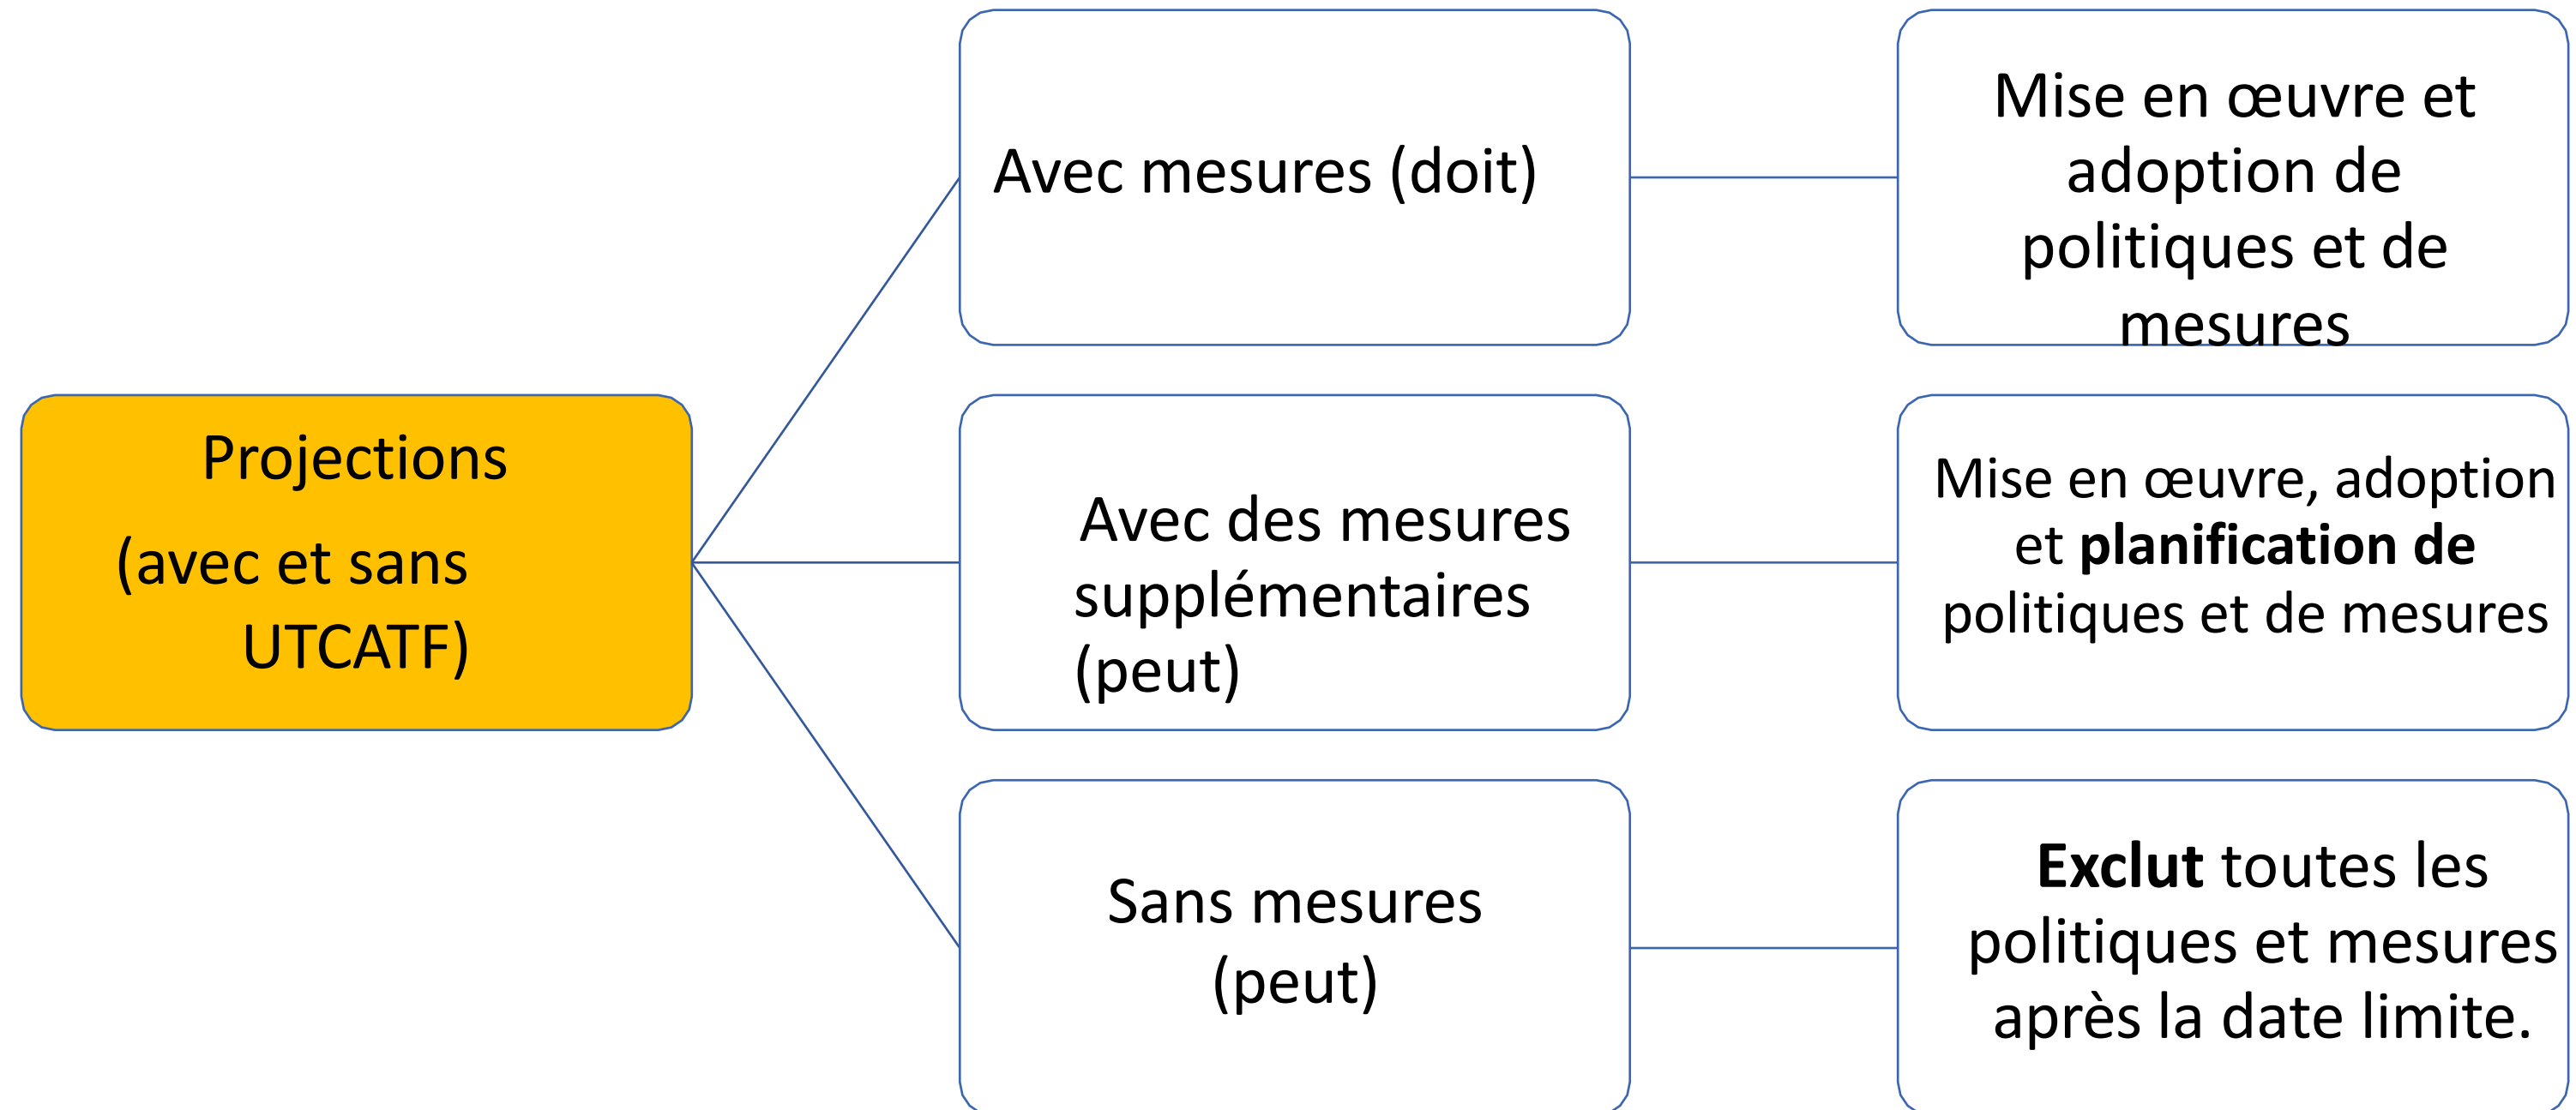 Projections
(avec et sans
UTCATF)
Avec mesures (doit)
Mise en œuvre et
adoption de
politiques et de
mesures
Avec des mesures
supplémentaires
(peut)
Mise en œuvre, adoption
et planification de
politiques et de mesures
Sans mesures
(peut)
Exclut toutes les
politiques et mesures
après la date limite.